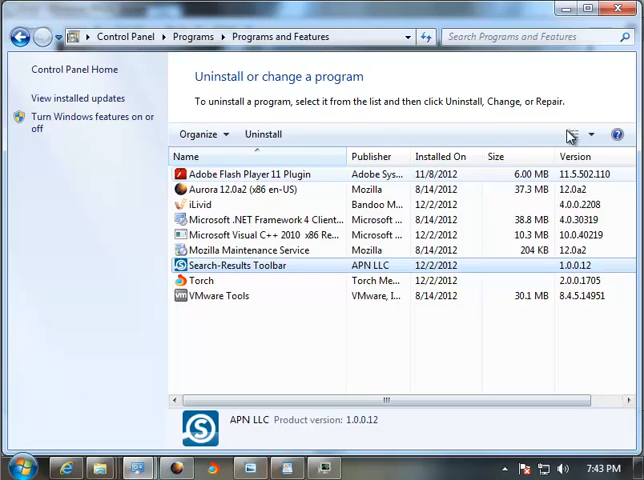 Control Panel
Programs
Programs and Features
Search Programs and Features
Control Panel Home
View installed updates
Turn Windows features on or
off
Uninstall or change a program
To uninstall a program, select it from the list and then click Uninstall, Change, or Repair.
Organize
Uninstall
Name Publisher Installed On Size Version
Adobe Flash Player 11 Plugin Adobe Sys... 11/8/2012 6.00 MB 11.5.502.110
Aurora 12.0a2 (x86 en-US) Mozilla 8/14/2012 37.3 MB 12.0a2
iLivid Bandoo M... 12/2/2012 4.0.0.2208
Microsoft .NET Framework 4 Client... Microsoft ... 8/14/2012 38.8 MB 4.0.30319
Microsoft Visual C++ 2010 x86 Re... Microsoft ... 8/14/2012 10.3 MB 10.0.40219
Mozilla Maintenance Service Mozilla 8/14/2012 204 KB 12.0a2
Search-Results Toolbar APN LLC 12/2/2012 1.0.0.12
Torch Torch Me... 12/2/2012 2.0.0.1705
VMware Tools VMware, I... 8/14/2012 30.1 MB 8.4.5.14951
APN LLC Product version: 1.0.0.12
7:43 PM